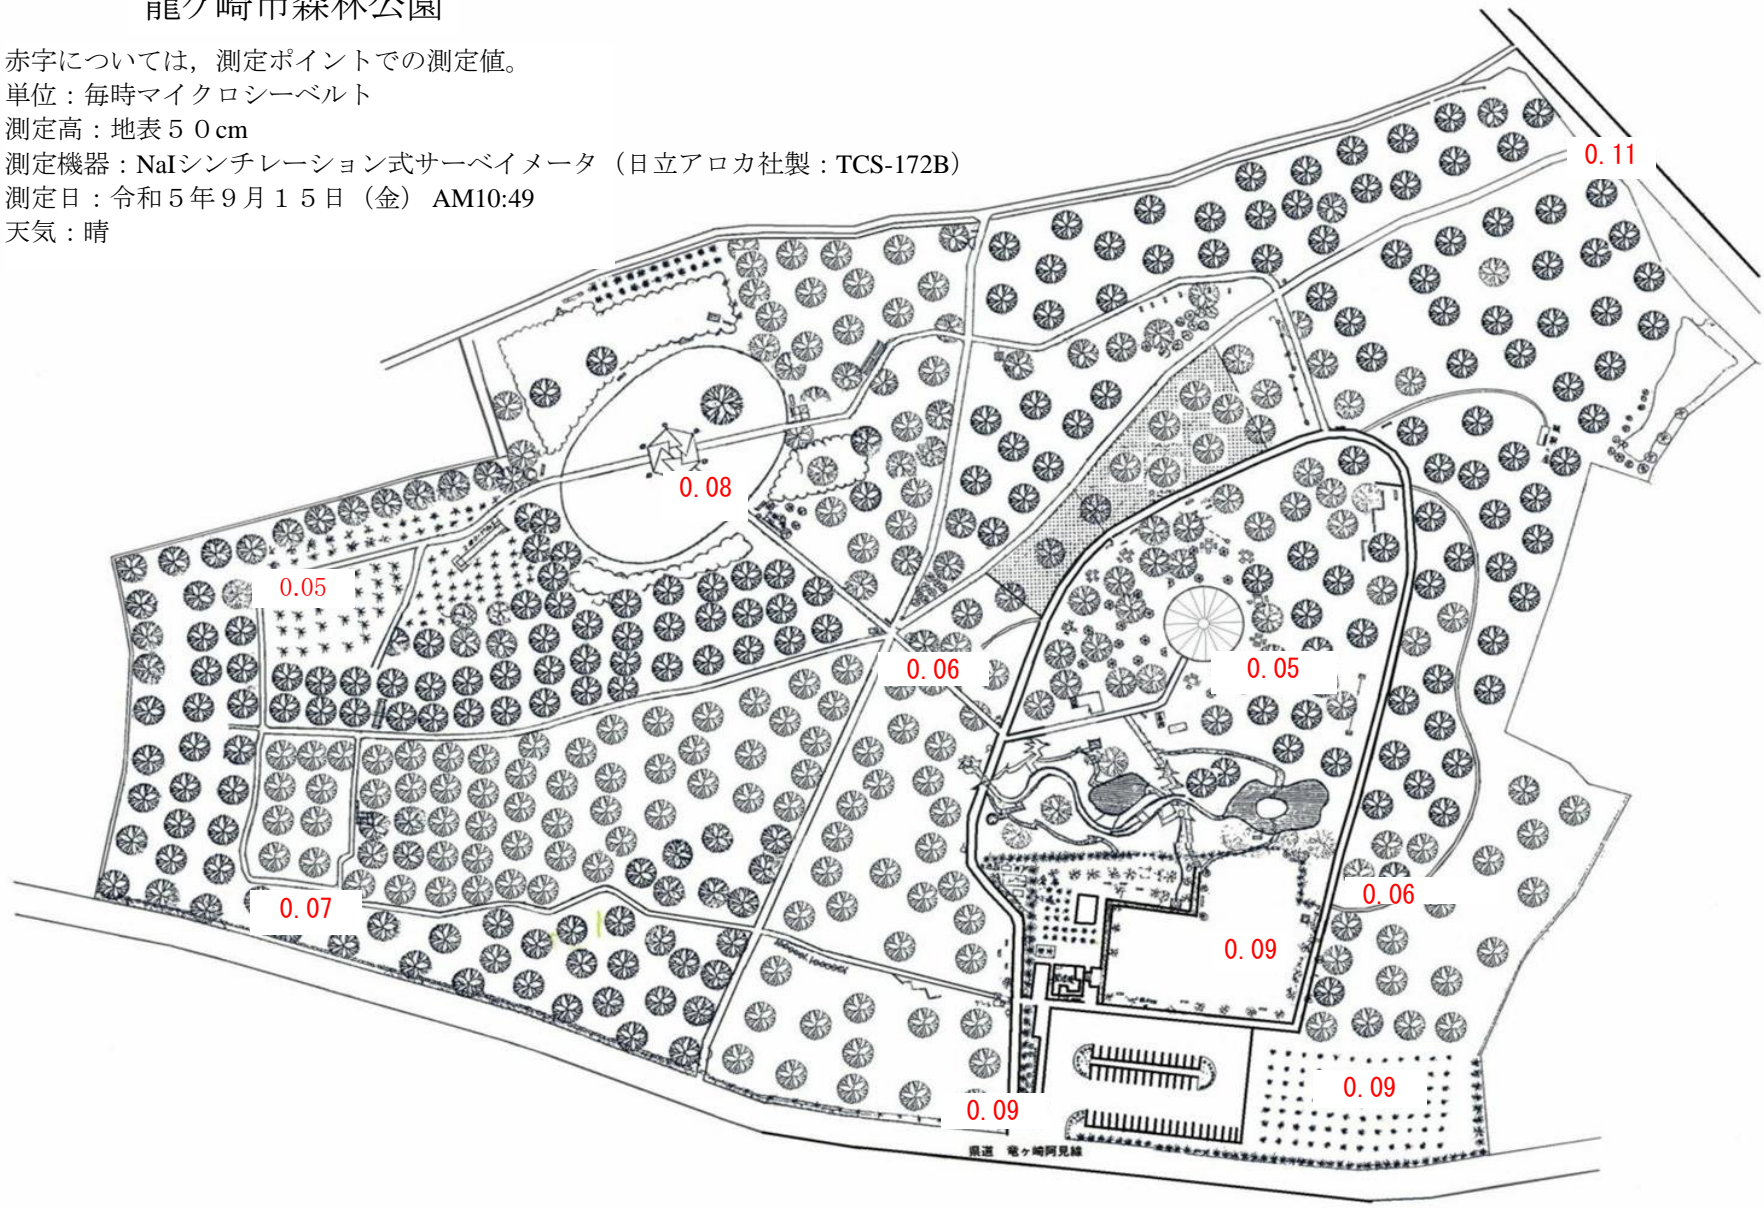 龍ケ崎市森林公園
赤字については，測定ポイントでの測定値。
単位：毎時マイクロシーベルト
測定高：地表５０cm
測定機器：NaIシンチレーション式サーベイメータ（日立アロカ社製：TCS-172B）
測定日：令和５年９月１５日（金） AM10:49
天気：晴
0.11
0.08
0.05
0.06
0.05
0.07
0.06
0.09
0.09
0.09
県道　竜ヶ崎阿見線